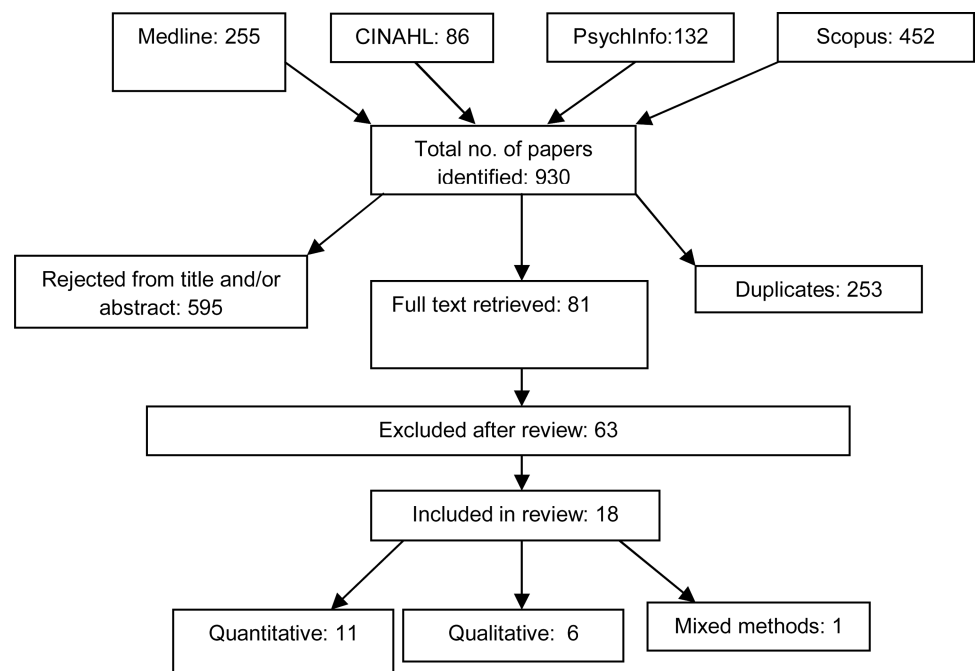 Medline: 255
CINAHL: 86
PsychInfo:132
Scopus: 452
Total no. of papers
identified: 930
Rejected from title and/or
abstract: 595
Full text retrieved: 81
Duplicates: 253
Excluded after review: 63
Included in review: 18
Quantitative: 11
Qualitative: 6
Mixed methods: 1